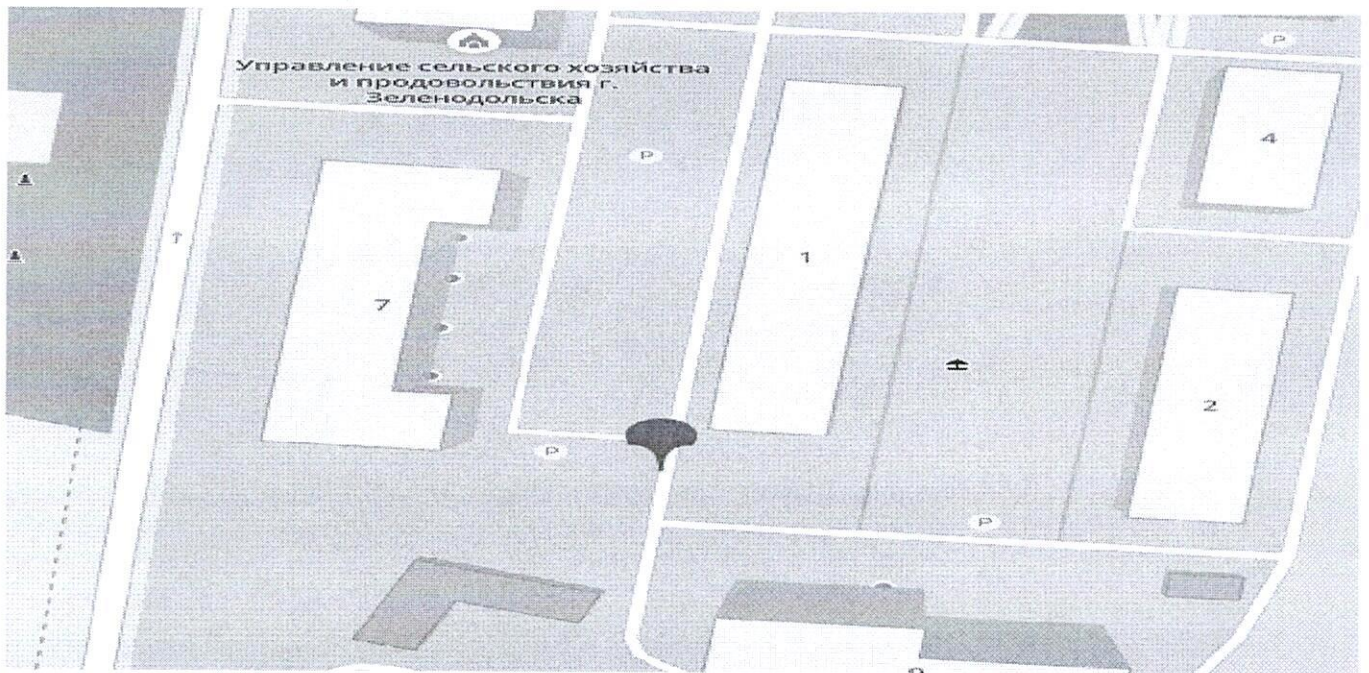 P
Управление сельского хозяйства
и продовольствия г.
Зеленодольска
4
P
1
7
2
P
P